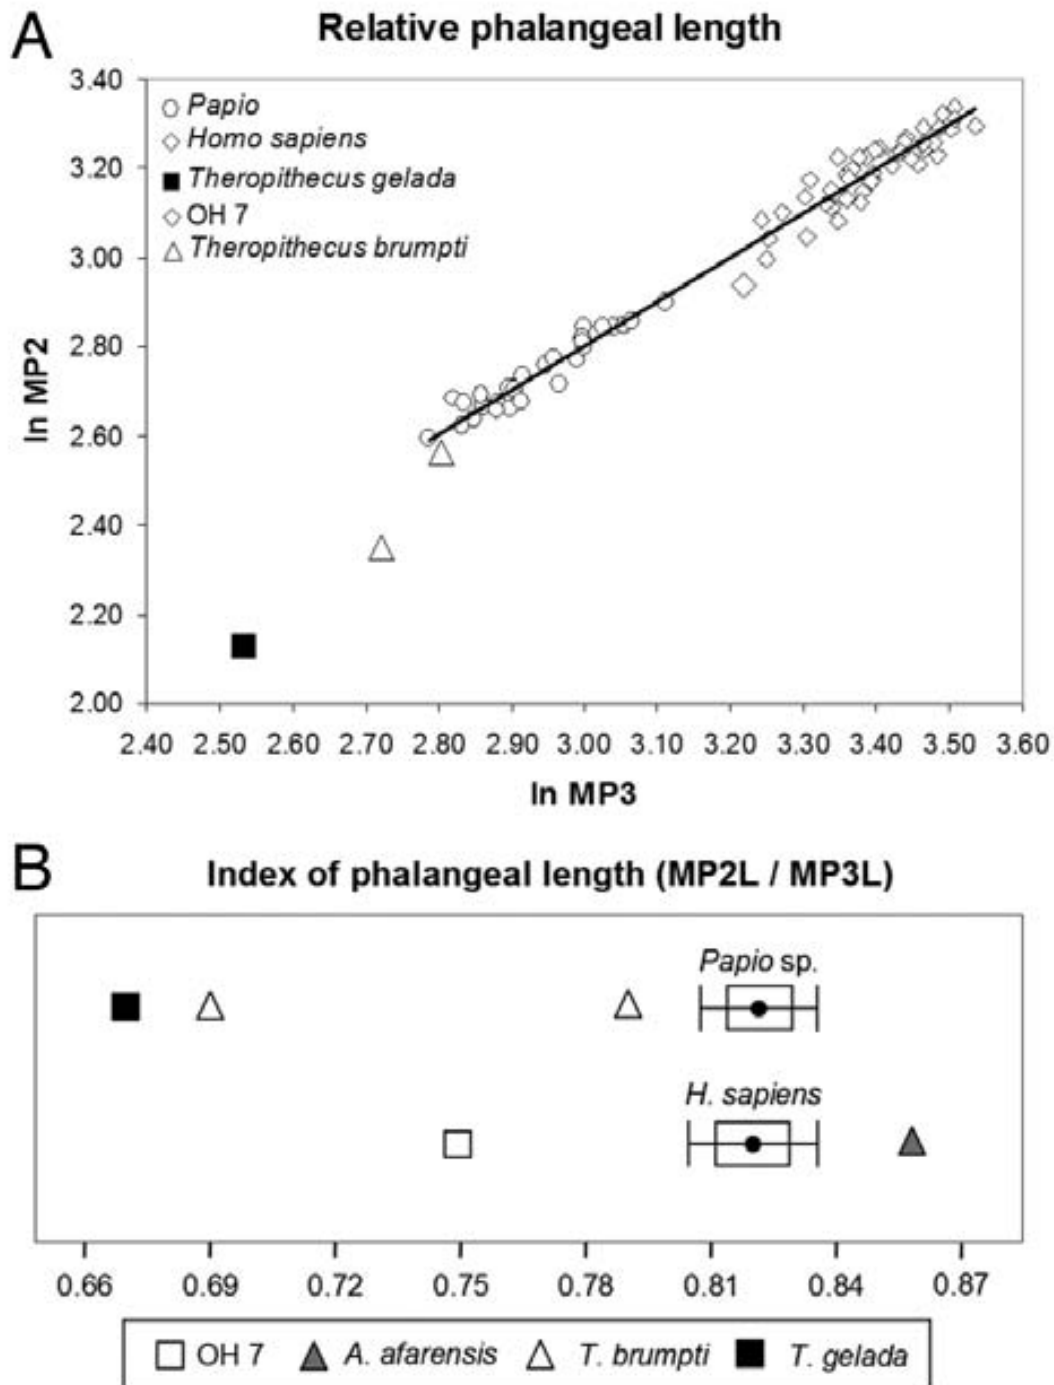 A
Relative phalangeal length
3.40
3.20
3.00
2.80
2.60
2.40
2.20
2.00
ln MP2
Papio
Homo sapiens
Theropithecus gelada
OH 7
Theropithecus brumpti
2.40 2.50 2.60 2.70 2.80 2.90 3.00 3.10 3.20 3.30 3.40 3.50 3.60
ln MP3
B
Index of phalangeal length (MP2L / MP3L)
Papio sp.
H. sapiens
0.66 0.69 0.72 0.75 0.78 0.81 0.84 0.87
OH 7 A. afarensis T. brumpti T. gelada